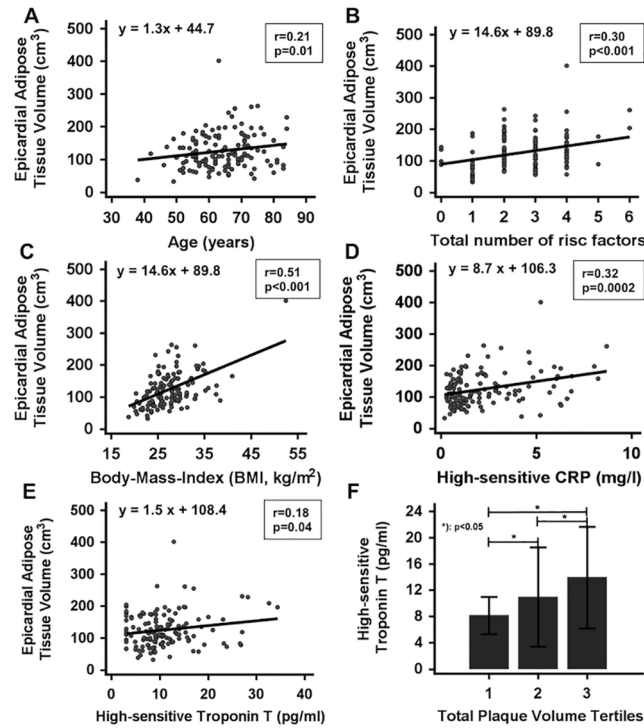 A
y = 1.3x + 44.7
r=0.21
p=0.01
Epicardial Adipose
Tissue Volume (cm³)
500
400
300
200
100
0
30 40 50 60 70 80 90
Age (years)
B
y = 14.6x + 89.8
r=0.30
p<0.001
Epicardial Adipose
Tissue Volume (cm³)
500
400
300
200
100
0
0 1 2 3 4 5 6
Total number of risc factors
C
y = 14.6x + 89.8
r=0.51
p<0.001
Epicardial Adipose
Tissue Volume (cm³)
500
400
300
200
100
0
15 25 35 45 55
Body-Mass-Index (BMI, kg/m²)
D
y = 8.7 x + 106.3
r=0.32
p=0.0002
Epicardial Adipose
Tissue Volume (cm³)
500
400
300
200
100
0
0 5 10
High-sensitive CRP (mg/l)
E
y = 1.5 x + 108.4
r=0.18
p=0.04
Epicardial Adipose
Tissue Volume (cm³)
500
400
300
200
100
0
0 10 20 30 40
High-sensitive Troponin T (pg/ml)
F
*): p<0.05
*
*
*
High-sensitive
Troponin T (pg/ml)
24
20
16
12
8
4
0
1 2 3
Total Plaque Volume Tertiles